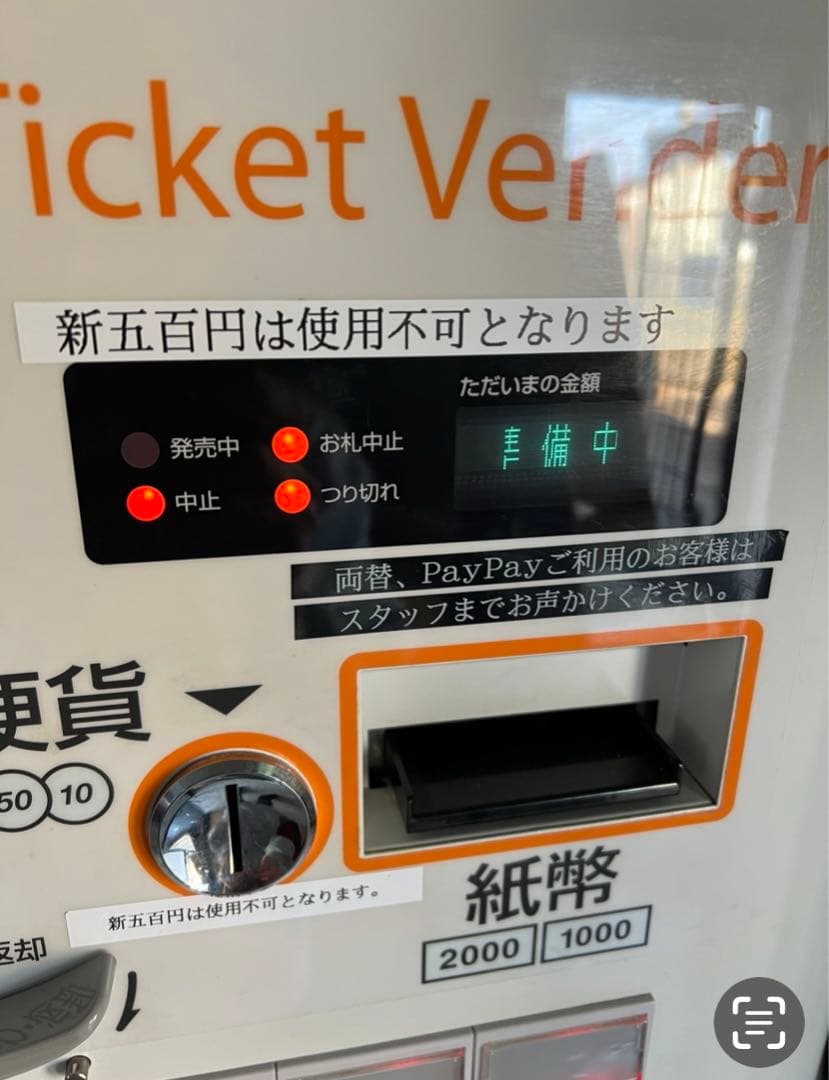 Ticket Vender
新五百円は使用不可となります
ただいまの金額
発売中
お札中止
準備中
中止
つり切れ
両替、PayPayご利用のお客様は
スタッフまでお声かけください。
硬貨
50 10
新五百円は使用不可となります。
紙幣
2000 1000
返却
1